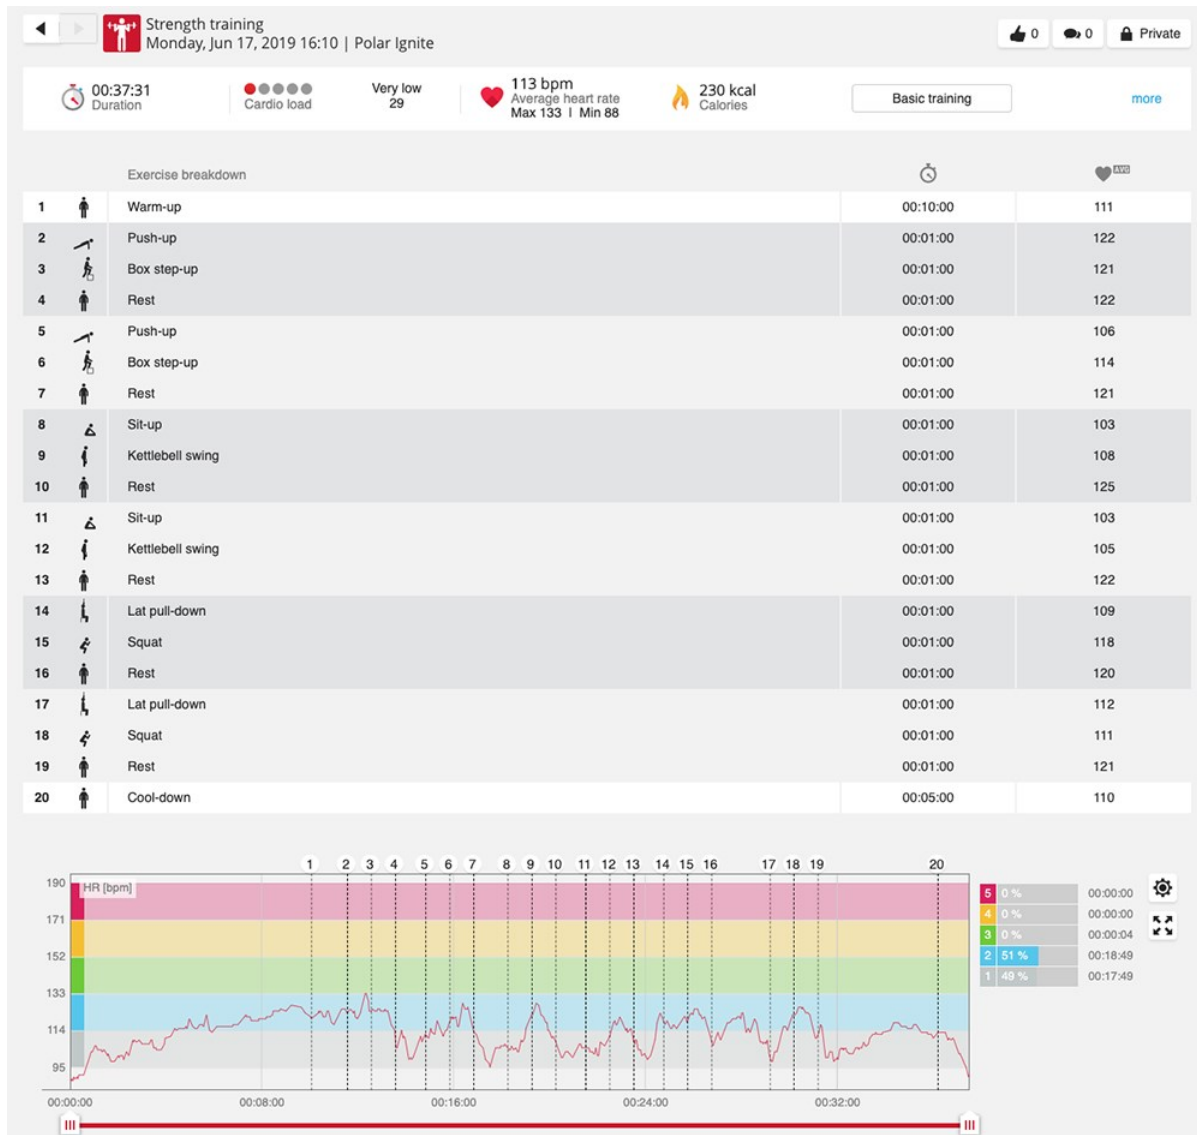 Strength training
Monday, Jun 17, 2019 16:10 | Polar Ignite
0 0 Private
00:37:31
Duration
Cardio load
Very low
29
113 bpm
Average heart rate
Max 133 | Min 88
230 kcal
Calories
Basic training
more
Exercise breakdown AVG
1 Warm-up 00:10:00 111
2 Push-up 00:01:00 122
3 Box step-up 00:01:00 121
4 Rest 00:01:00 122
5 Push-up 00:01:00 106
6 Box step-up 00:01:00 114
7 Rest 00:01:00 121
8 Sit-up 00:01:00 103
9 Kettlebell swing 00:01:00 108
10 Rest 00:01:00 125
11 Sit-up 00:01:00 103
12 Kettlebell swing 00:01:00 105
13 Rest 00:01:00 122
14 Lat pull-down 00:01:00 109
15 Squat 00:01:00 118
16 Rest 00:01:00 120
17 Lat pull-down 00:01:00 112
18 Squat 00:01:00 111
19 Rest 00:01:00 121
20 Cool-down 00:05:00 110
1 2 3 4 5 6 7 8 9 10 11 12 13 14 15 16 17 18 19 20
HR [bpm]
190
171
152
133
114
95
00:00:00 00:08:00 00:16:00 00:24:00 00:32:00
5 0 % 00:00:00
4 0 % 00:00:00
3 0 % 00:00:04
2 51 % 00:18:49
1 49 % 00:17:49